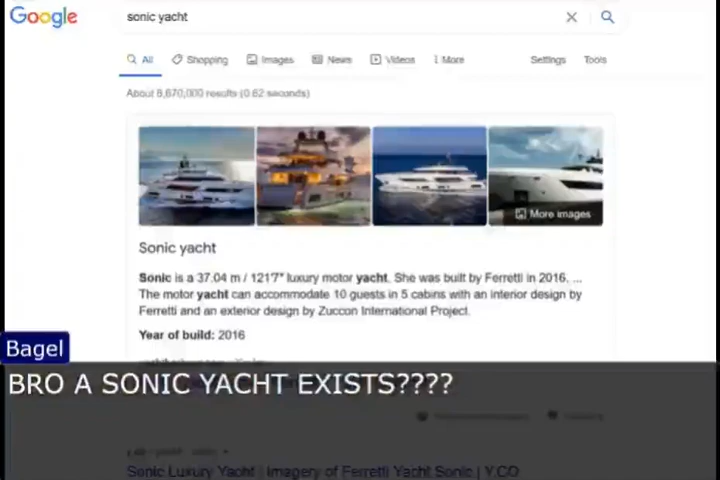 Google
sonic yacht
All Shopping Images News Videos More Settings Tools
About 8,670,000 results (0.62 seconds)
More images
Sonic yacht
Sonic is a 37.04 m / 121'7" luxury motor yacht. She was built by Ferretti in 2016, ...
The motor yacht can accommodate 10 guests in 5 cabins with an interior design by
Ferretti and an exterior design by Zuccon International Project.
Year of build: 2016
Bagel
BRO A SONIC YACHT EXISTS????
Sonic Luxury Yacht | Imagery of Ferretti Yacht Sonic | Y.CO